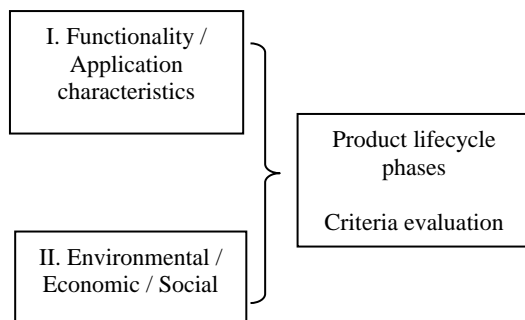 I. Functionality /
Application
characteristics
Product lifecycle
phases
Criteria evaluation
II. Environmental /
Economic / Social